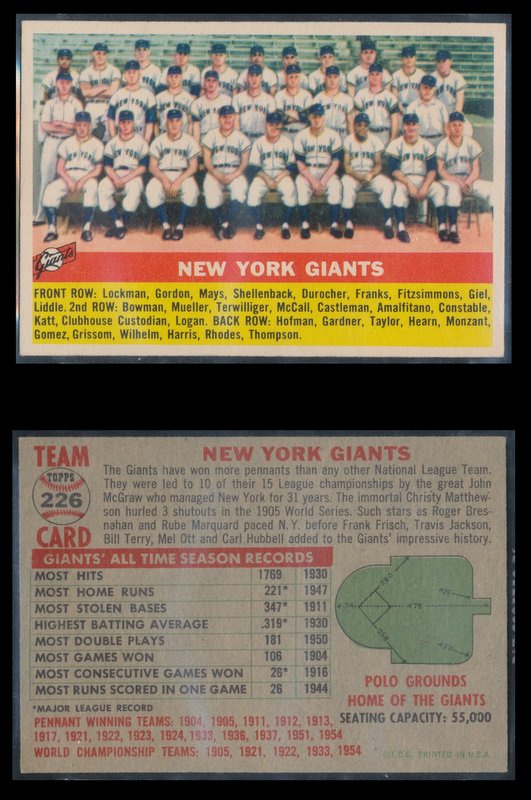 NEW YORK
Giants
NEW YORK GIANTS
FRONT ROW: Lockman, Gordon, Mays, Shellenback, Durocher, Franks, Fitzsimmons, Giel,
Liddle. 2nd ROW: Bowman, Mueller, Terwilliger, McCall, Castleman, Amalfitano, Constable,
Katt, Clubhouse Custodian, Logan. BACK ROW: Hofman, Gardner, Taylor, Hearn, Monzant,
Gomez, Grissom, Wilhelm, Harris, Rhodes, Thompson.
TEAM
TOPPS
226
CARD
NEW YORK GIANTS
The Giants have won more pennants than any other National League Team.
They were led to 10 of their 15 League championships by the great John
McGraw who managed New York for 31 years. The immortal Christy Matthew-
son hurled 3 shutouts in the 1905 World Series. Such stars as Roger Bres-
nahan and Rube Marquard paced N.Y. before Frank Frisch, Travis Jackson,
Bill Terry, Mel Ott and Carl Hubbell added to the Giants' impressive history.
GIANTS' ALL TIME SEASON RECORDS
MOST HITS 1769 1930
MOST HOME RUNS 221* 1947
MOST STOLEN BASES 347* 1911
HIGHEST BATTING AVERAGE .319* 1930
MOST DOUBLE PLAYS 181 1950
MOST GAMES WON 106 1904
MOST CONSECUTIVE GAMES WON 26* 1916
MOST RUNS SCORED IN ONE GAME 26 1944
*MAJOR LEAGUE RECORD
PENNANT WINNING TEAMS: 1904, 1905, 1911, 1912, 1913,
1917, 1921, 1922, 1923, 1924, 1933, 1936, 1937, 1951, 1954
WORLD CHAMPIONSHIP TEAMS: 1905, 1921, 1922, 1933, 1954
280
425
74
475
258
450
POLO GROUNDS
HOME OF THE GIANTS
SEATING CAPACITY: 55,000
©T.C.G. PRINTED IN U.S.A.